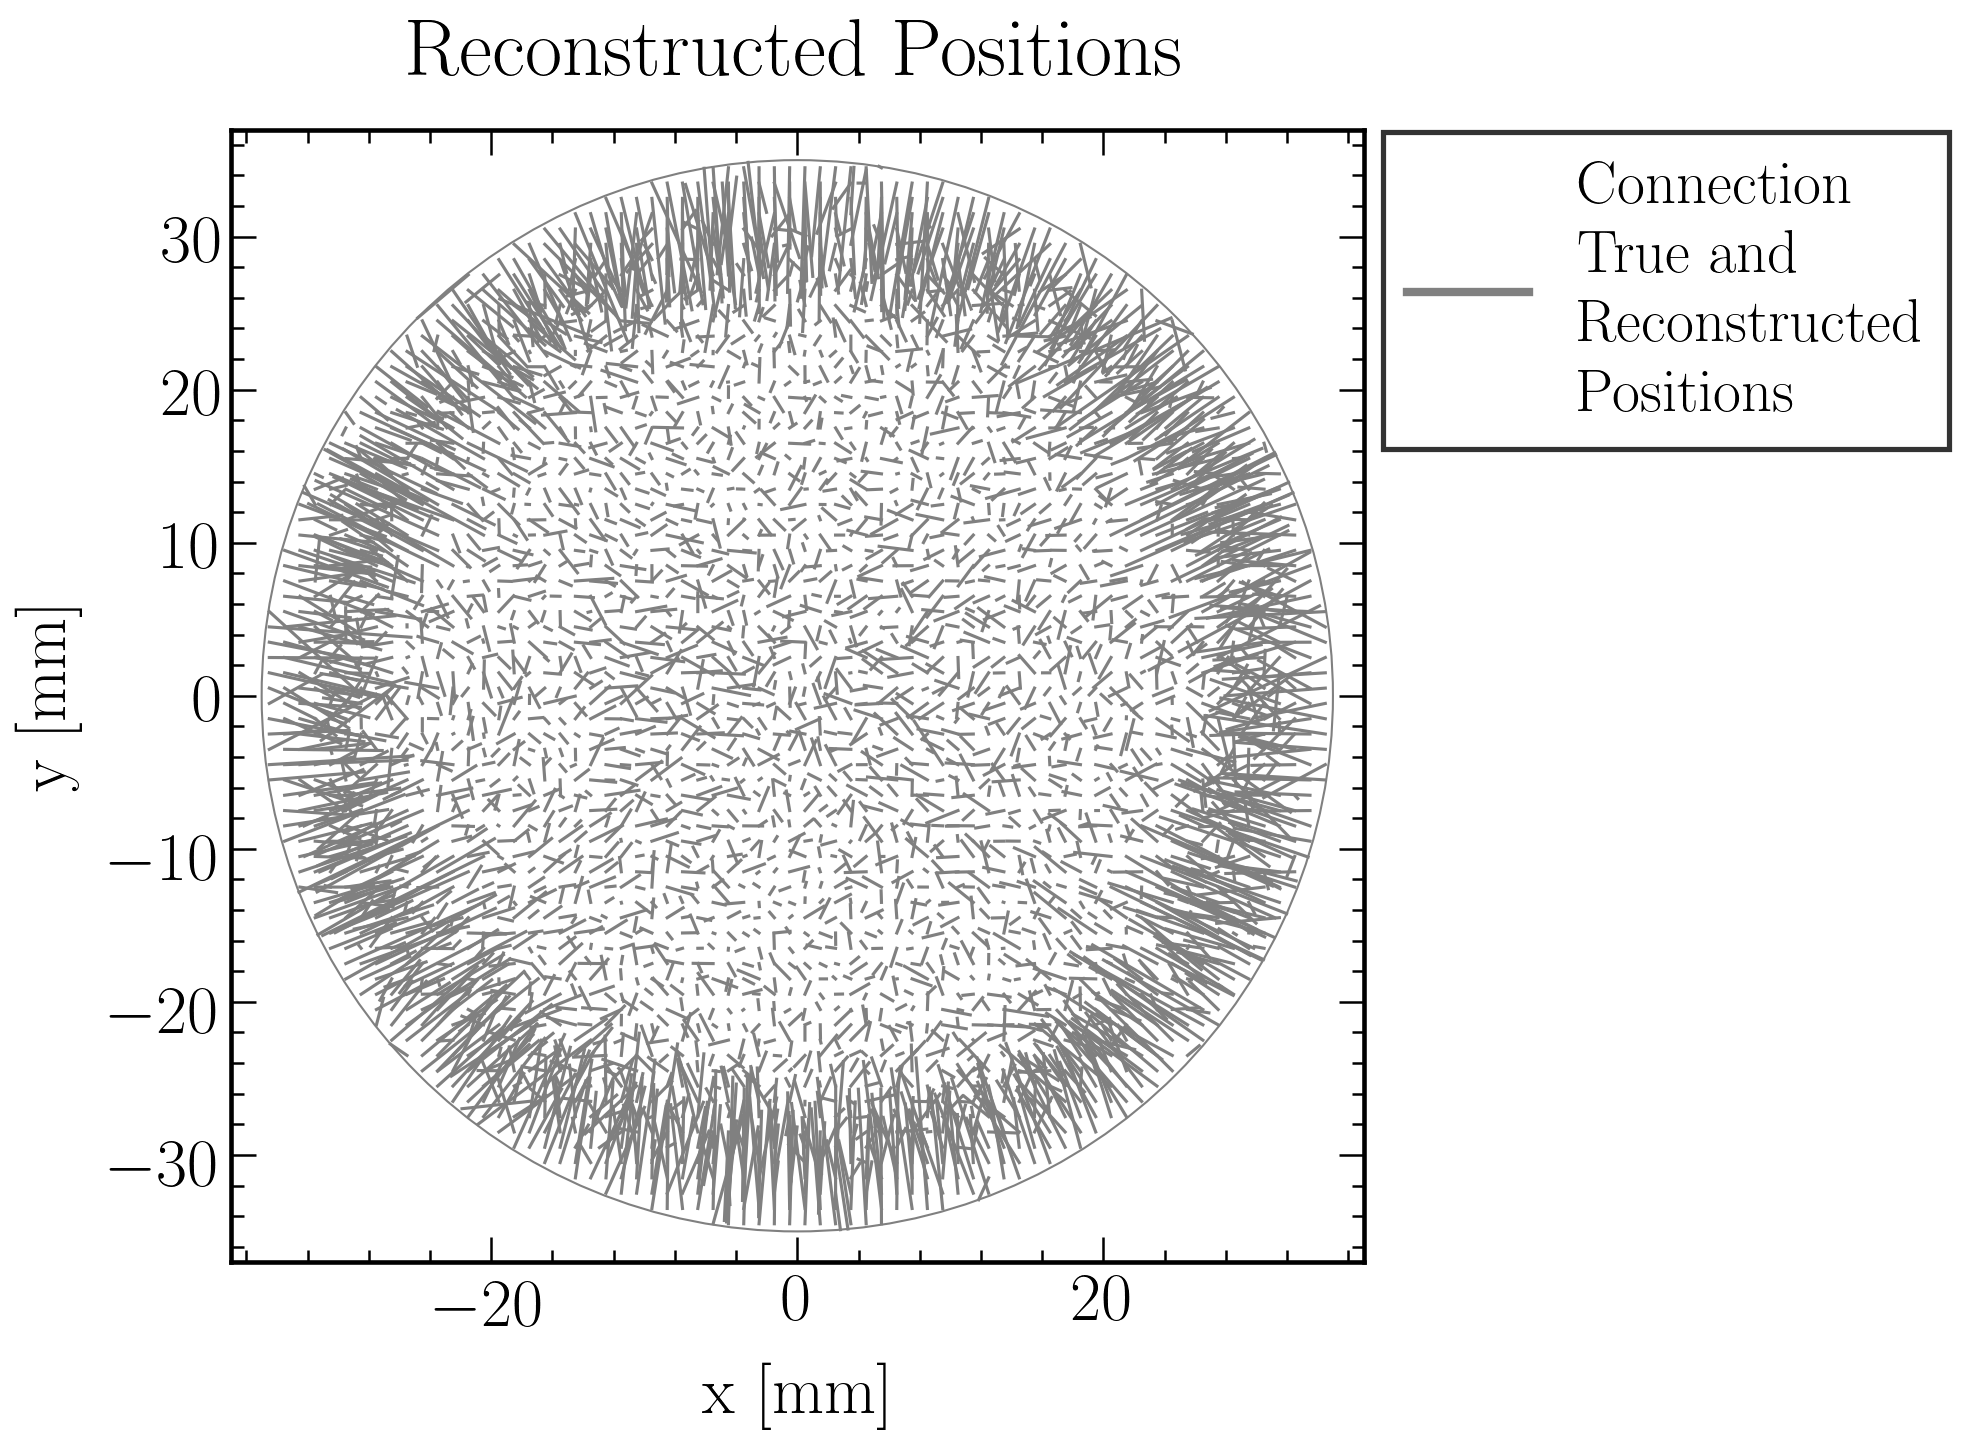 Reconstructed Positions
Connection
True and
Reconstructed
Positions
30
20
10
0
−10
−20
−30
y [mm]
−20
0
20
x [mm]